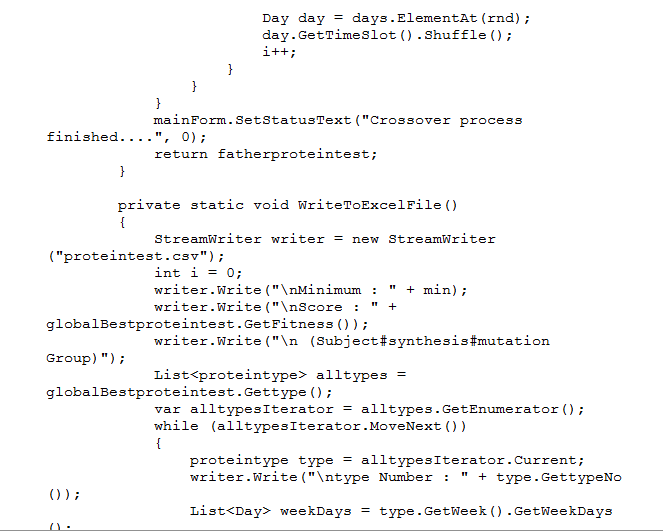 Day day = days.ElementAt(rnd);
day.GetTimeSlot().Shuffle();
i++;
}
}
}
mainForm.SetStatusText("Crossover process
finished....", 0);
return fatherproteintest;
}
private static void WriteToExcelFile()
{
StreamWriter writer = new StreamWriter
("proteintest.csv");
int i = 0;
writer.Write("\nMinimum : " + min);
writer.Write("\nScore : " +
globalBestproteintest.GetFitness());
writer.Write("\n (Subject#synthesis#mutation
Group)");
List<proteintype> alltypes =
globalBestproteintest.Gettype();
var alltypesIterator = alltypes.GetEnumerator();
while (alltypesIterator.MoveNext())
{
proteintype type = alltypesIterator.Current;
writer.Write("\ntype Number : " + type.GettypeNo
());
List<Day> weekDays = type.GetWeek().GetWeekDays
();